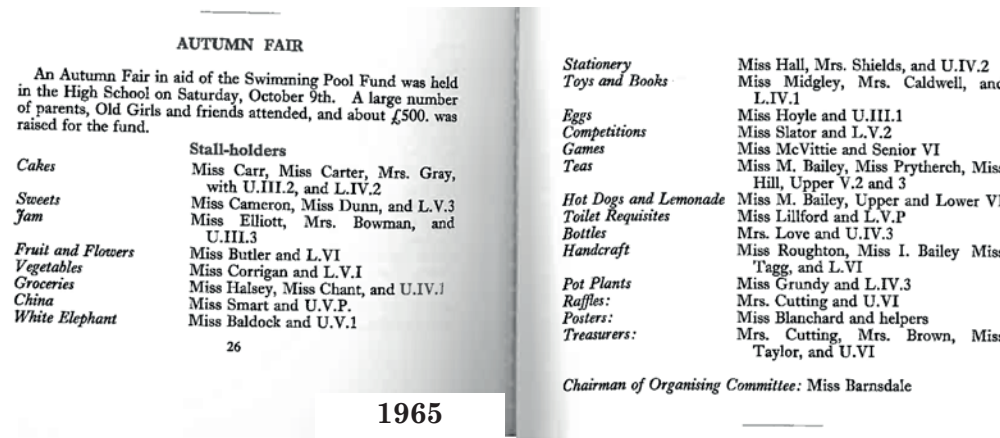 AUTUMN FAIR
An Autumn Fair in aid of the Swimming Pool Fund was held
in the High School on Saturday, October 9th. A large number
of parents, Old Girls and friends attended, and about £500. was
raised for the fund.
Stall-holders
Cakes Miss Carr, Miss Carter, Mrs. Gray,
with U.III.2, and L.IV.2
Sweets Miss Cameron, Miss Dunn, and L.V.3
Jam Miss Elliott, Mrs. Bowman, and
U.III.3
Fruit and Flowers Miss Butler and L.VI
Vegetables Miss Corrigan and L.V.I
Groceries Miss Halsey, Miss Chant, and U.IV.1
China Miss Smart and U.V.P.
White Elephant Miss Baldock and U.V.1
26
Stationery Miss Hall, Mrs. Shields, and U.IV.2
Toys and Books Miss Midgley, Mrs. Caldwell, and
L.IV.1
Eggs Miss Hoyle and U.III.1
Competitions Miss Slator and L.V.2
Games Miss McVittie and Senior VI
Teas Miss M. Bailey, Miss Prytherch, Miss
Hill, Upper V.2 and 3
Hot Dogs and Lemonade Miss M. Bailey, Upper and Lower VI
Toilet Requisites Miss Lillford and L.V.P
Bottles Mrs. Love and U.IV.3
Handcraft Miss Roughton, Miss I. Bailey Miss
Tagg, and L.VI
Pot Plants Miss Grundy and L.IV.3
Raffles: Mrs. Cutting and U.VI
Posters: Miss Blanchard and helpers
Treasurers: Mrs. Cutting, Mrs. Brown, Miss
Taylor, and U.VI
Chairman of Organising Committee: Miss Barnsdale
1965